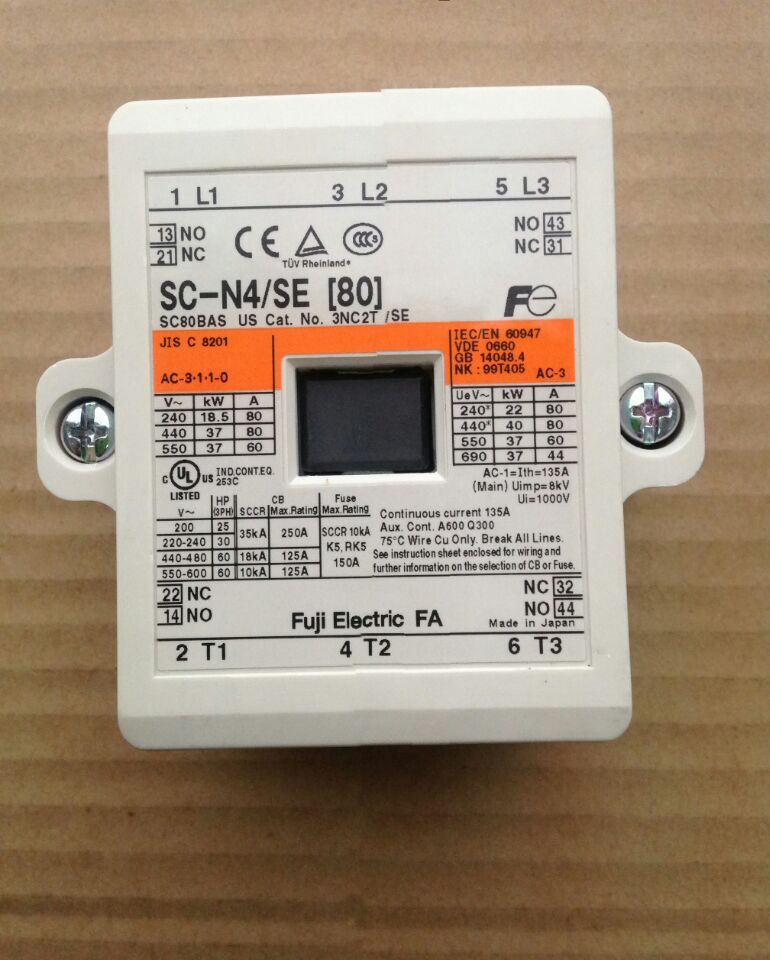 1 L1 3 L2 5 L3
13 NO
21 NC
CE
TÜV Rheinland
CCC S
NO 43
NC 31
SC-N4/SE [80]
SC80BAS US Cat. No. 3NC2T /SE
Fe
JIS C 8201
AC-3·1·1-0
IEC/EN 60947
VDE 0660
GB 14048.4
NK : 99T405 AC-3
V~ kW A
240 18.5 80
440 37 80
550 37 60
Ue V~ kW A
240* 22 80
440* 40 80
550 37 60
690 37 44
AC-1=Ith=135A
(Main) Uimp=8kV
Ui=1000V
C UL US IND.CONT.EQ.
LISTED 253C
V~ HP (3PH) SCCR CB Max.Rating Fuse Max.Rating
200 25 35kA 250A SCCR 10kA
220-240 30 K5, RK5
440-480 60 18kA 125A 150A
550-600 60 10kA 125A
Continuous current 135A
Aux. Cont. A600 Q300
75°C Wire Cu Only. Break All Lines.
See instruction sheet enclosed for wiring and
further information on the selection of CB or Fuse.
22 NC
14 NO
Fuji Electric FA
NC 32
NO 44
Made in Japan
2 T1 4 T2 6 T3